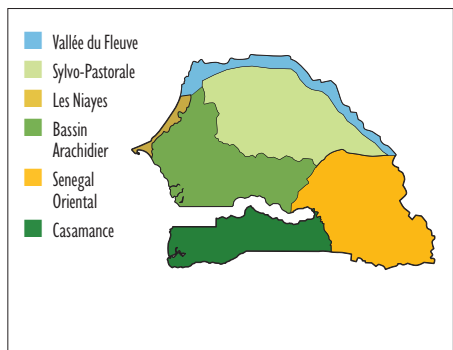 Vallée du Fleuve
Sylvo-Pastorale
Les Niayes
Bassin
Arachidier
Senegal
Oriental
Casamance